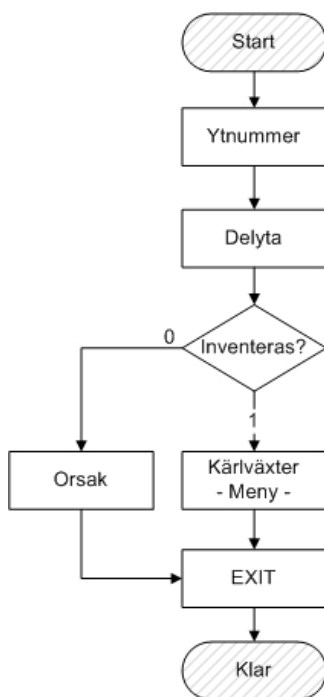 Start
Ytnummer
Delyta
Inventeras?
0
1
Orsak
Kärlväxter
- Meny -
EXIT
Klar